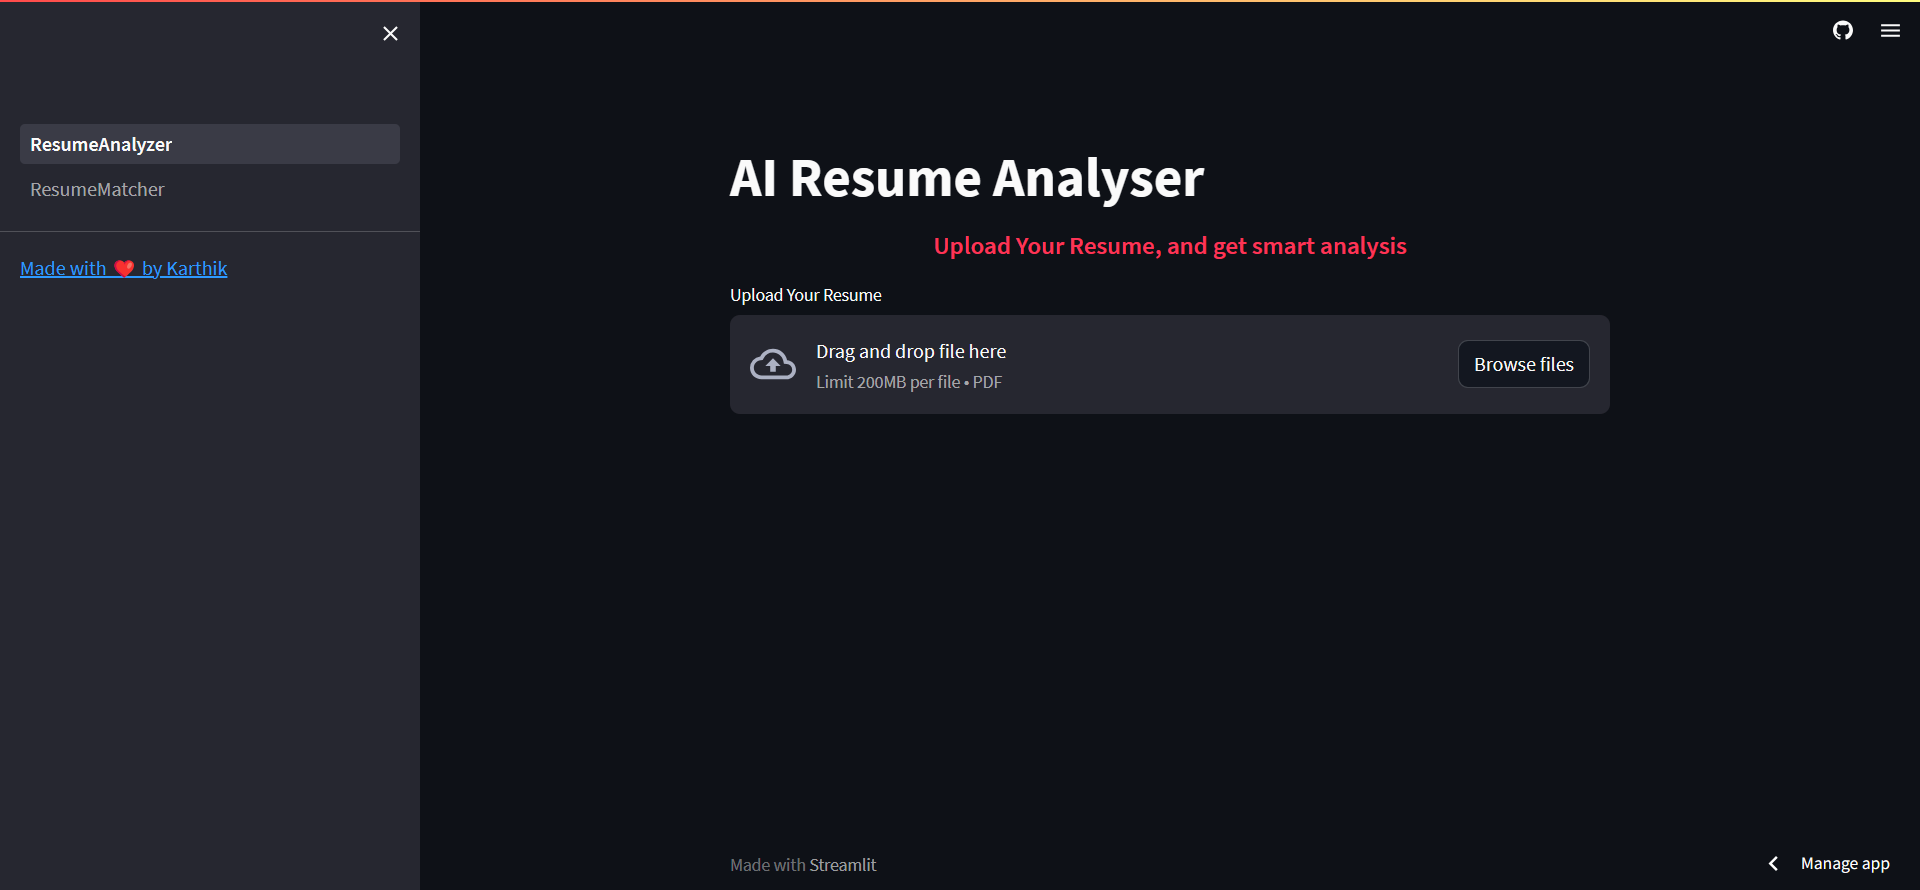 ResumeAnalyzer
ResumeMatcher
Made with ❤️ by Karthik
AI Resume Analyser
Upload Your Resume, and get smart analysis
Upload Your Resume
Drag and drop file here
Limit 200MB per file • PDF
Browse files
Made with Streamlit
Manage app